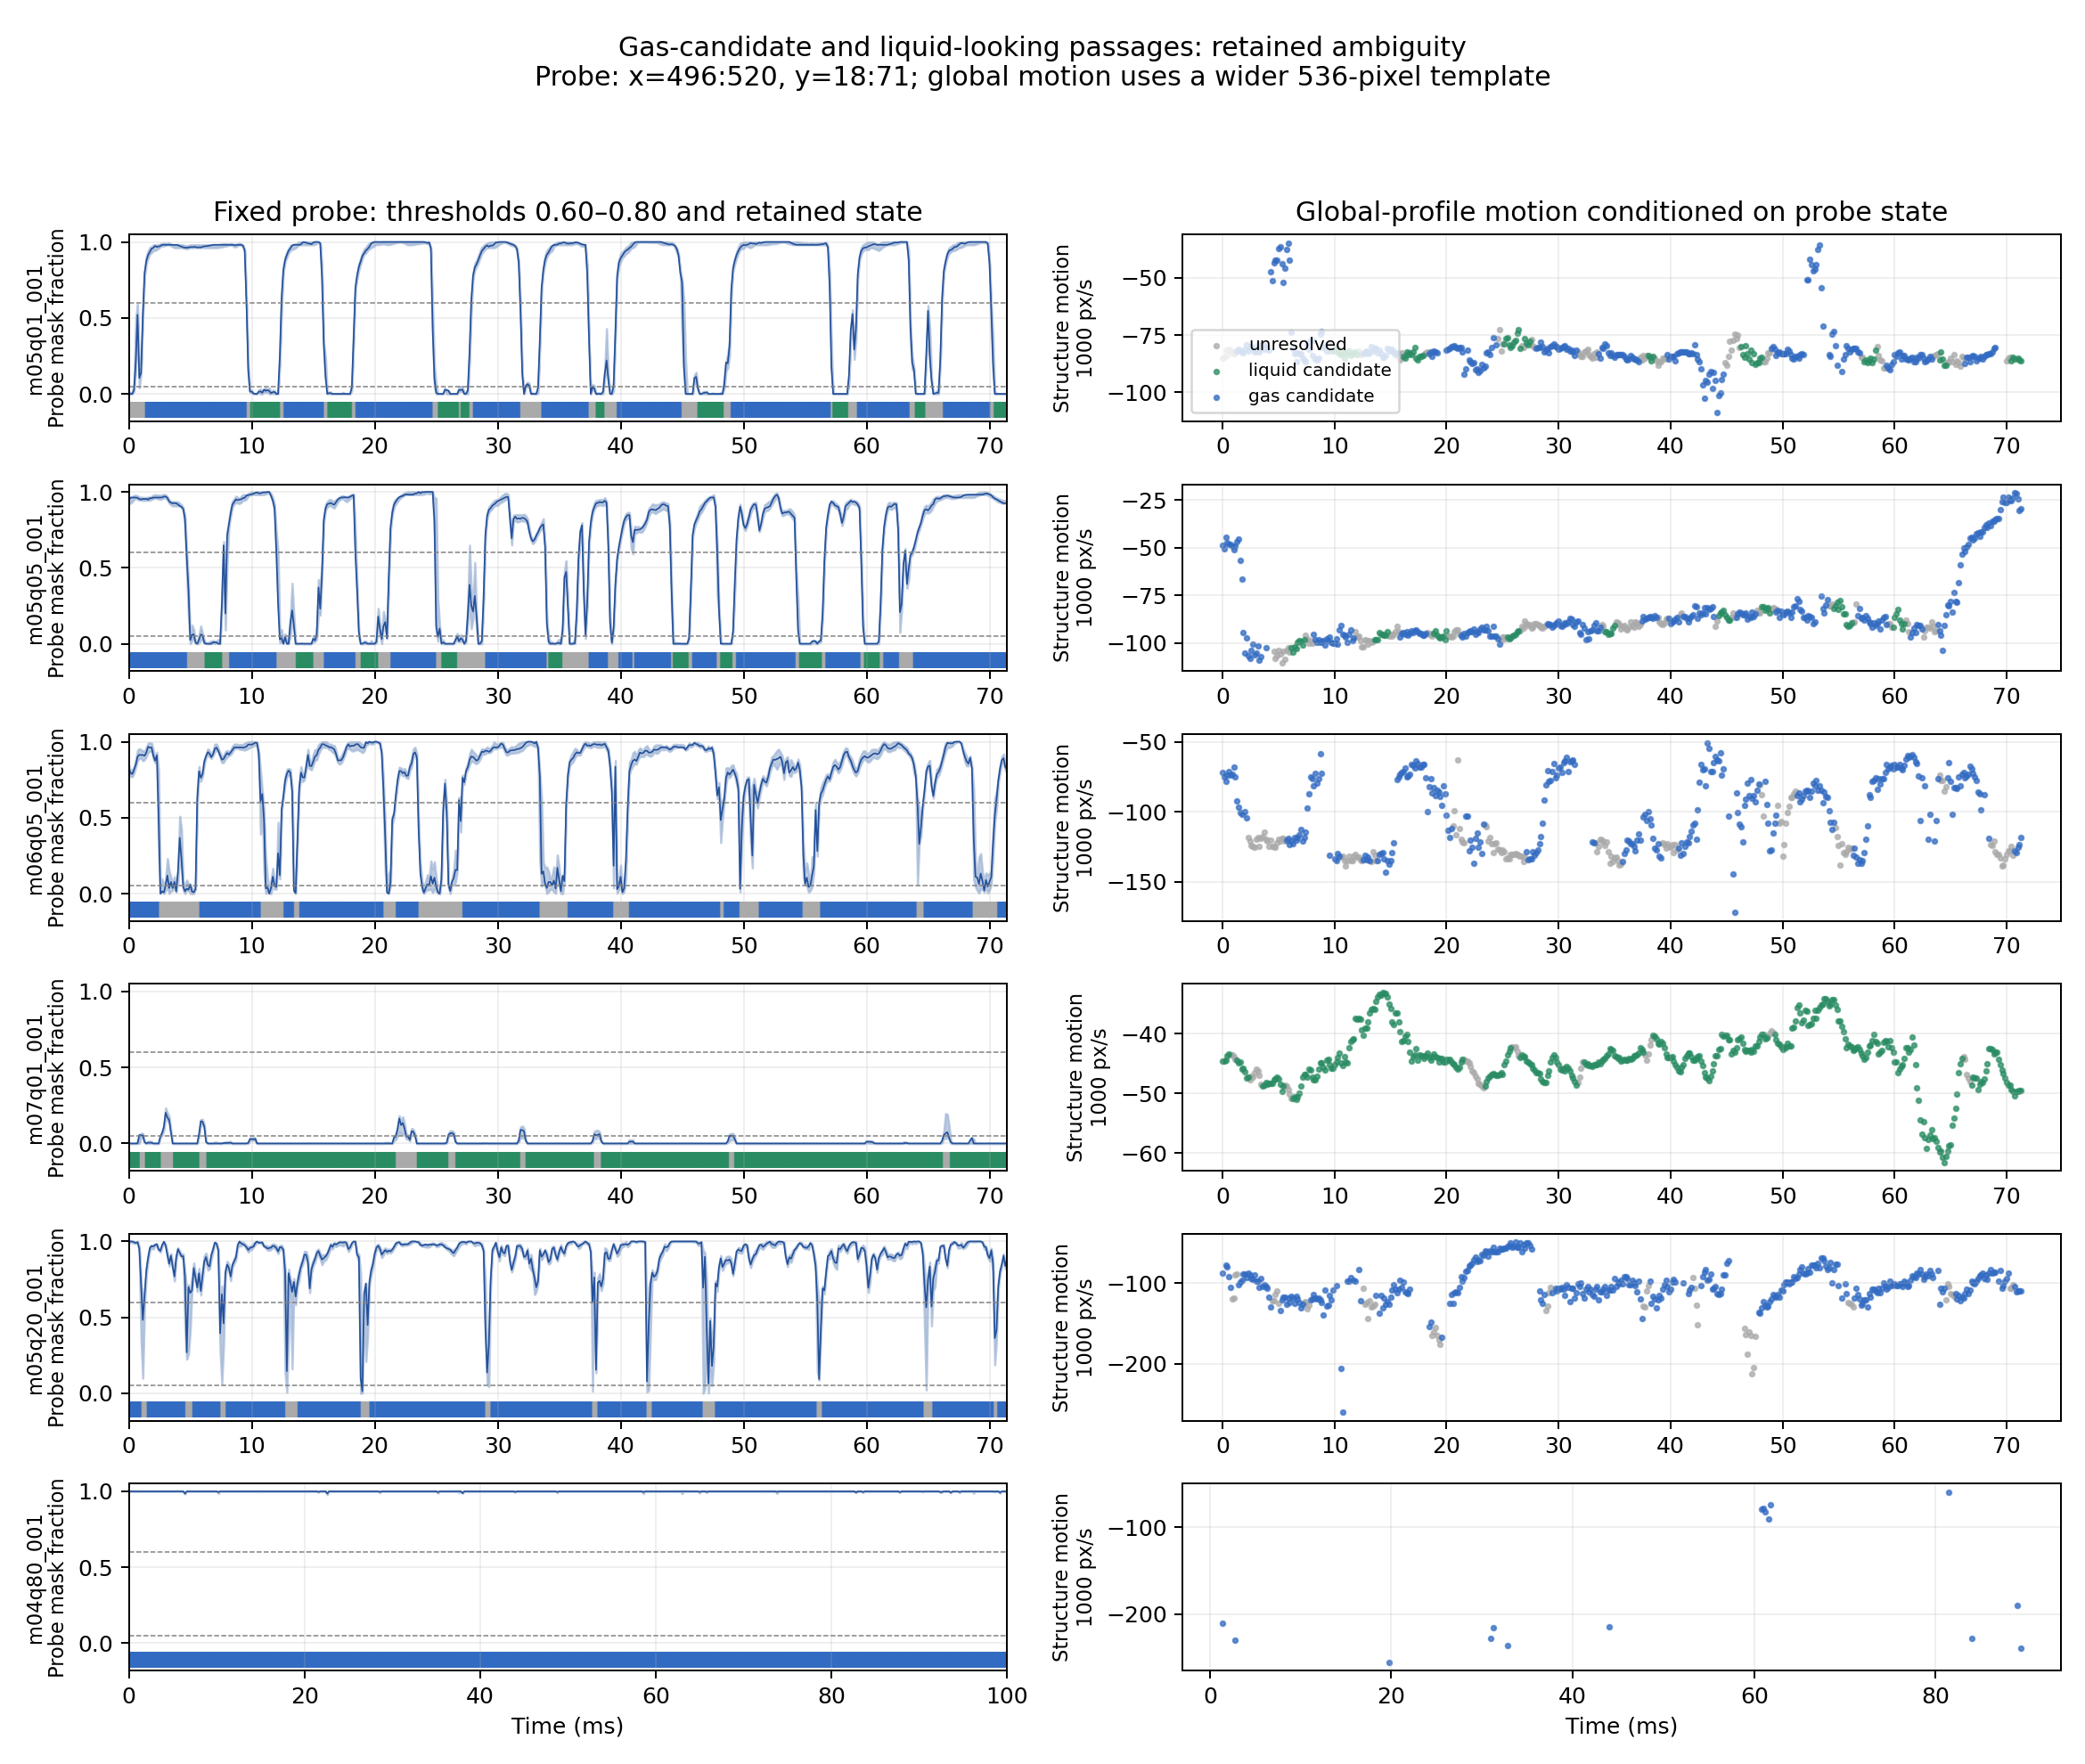 Gas-candidate and liquid-looking passages: retained ambiguity
Probe: x=496:520, y=18:71; global motion uses a wider 536-pixel template
Fixed probe: thresholds 0.60–0.80 and retained state
Global-profile motion conditioned on probe state
m05q01_001
Probe mask fraction
1.0
0.5
0.0
0 10 20 30 40 50 60 70
Structure motion
1000 px/s
−50
−75
−100
unresolved
liquid candidate
gas candidate
0 10 20 30 40 50 60 70
m05q05_001
Probe mask fraction
1.0
0.5
0.0
0 10 20 30 40 50 60 70
Structure motion
1000 px/s
−25
−50
−75
−100
0 10 20 30 40 50 60 70
m06q05_001
Probe mask fraction
1.0
0.5
0.0
0 10 20 30 40 50 60 70
Structure motion
1000 px/s
−50
−100
−150
0 10 20 30 40 50 60 70
m07q01_001
Probe mask fraction
1.0
0.5
0.0
0 10 20 30 40 50 60 70
Structure motion
1000 px/s
−40
−50
−60
0 10 20 30 40 50 60 70
m05q20_001
Probe mask fraction
1.0
0.5
0.0
0 10 20 30 40 50 60 70
Structure motion
1000 px/s
−100
−200
0 10 20 30 40 50 60 70
m04q80_001
Probe mask fraction
1.0
0.5
0.0
0 20 40 60 80 100
Time (ms)
Structure motion
1000 px/s
−100
−200
0 20 40 60 80
Time (ms)